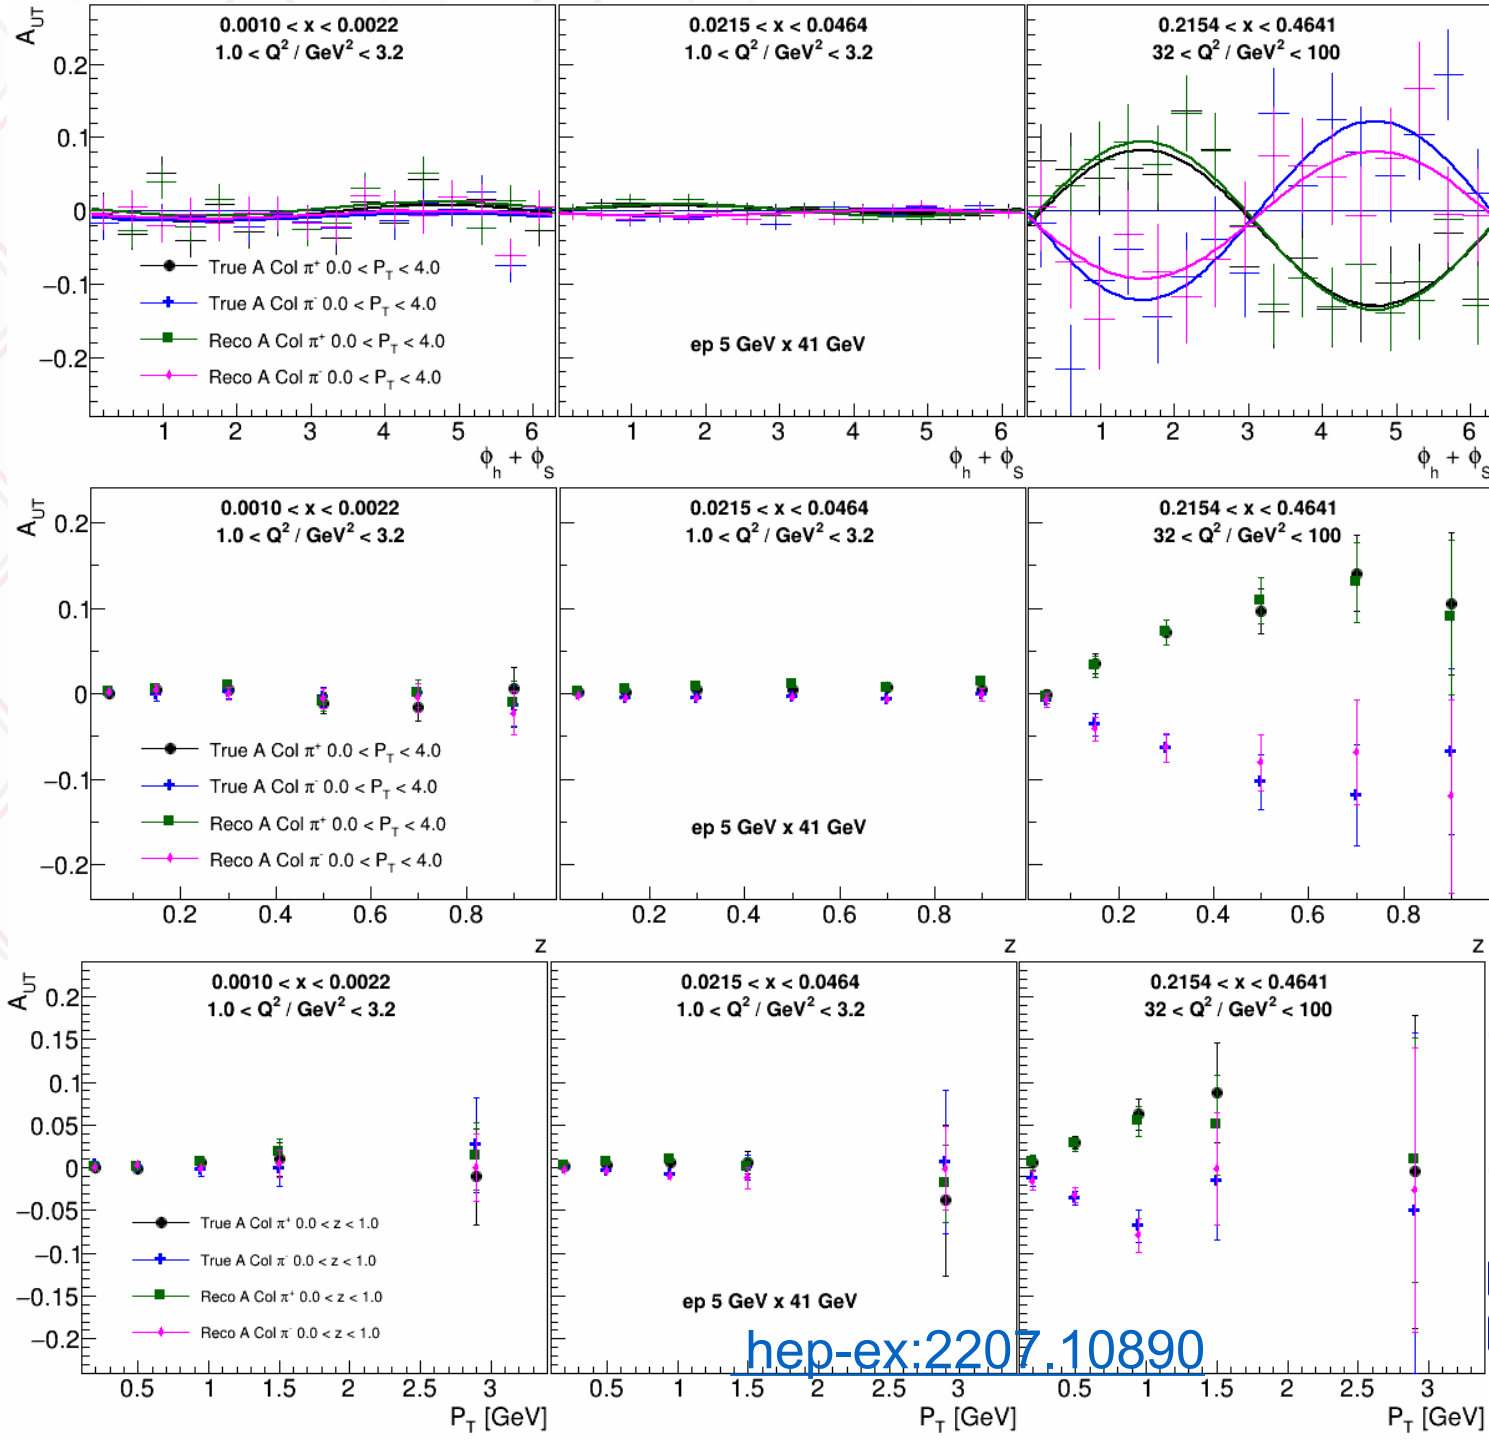 A_UT
0.0010 < x < 0.0022
1.0 < Q² / GeV² < 3.2
0.0215 < x < 0.0464
1.0 < Q² / GeV² < 3.2
0.2154 < x < 0.4641
32 < Q² / GeV² < 100
0.2
0.1
0
−0.1
−0.2
True A Col π⁺ 0.0 < P_T < 4.0
True A Col π⁻ 0.0 < P_T < 4.0
Reco A Col π⁺ 0.0 < P_T < 4.0
Reco A Col π⁻ 0.0 < P_T < 4.0
ep 5 GeV x 41 GeV
1 2 3 4 5 6
1 2 3 4 5 6
1 2 3 4 5 6
ϕ_h + ϕ_S
ϕ_h + ϕ_S
ϕ_h + ϕ_S
A_UT
0.0010 < x < 0.0022
1.0 < Q² / GeV² < 3.2
0.0215 < x < 0.0464
1.0 < Q² / GeV² < 3.2
0.2154 < x < 0.4641
32 < Q² / GeV² < 100
0.2
0.1
0
−0.1
−0.2
True A Col π⁺ 0.0 < P_T < 4.0
True A Col π⁻ 0.0 < P_T < 4.0
Reco A Col π⁺ 0.0 < P_T < 4.0
Reco A Col π⁻ 0.0 < P_T < 4.0
ep 5 GeV x 41 GeV
0.2 0.4 0.6 0.8
0.2 0.4 0.6 0.8
0.2 0.4 0.6 0.8
z
z
z
A_UT
0.0010 < x < 0.0022
1.0 < Q² / GeV² < 3.2
0.0215 < x < 0.0464
1.0 < Q² / GeV² < 3.2
0.2154 < x < 0.4641
32 < Q² / GeV² < 100
0.2
0.15
0.1
0.05
0
−0.05
−0.1
−0.15
−0.2
True A Col π⁺ 0.0 < z < 1.0
True A Col π⁻ 0.0 < z < 1.0
Reco A Col π⁺ 0.0 < z < 1.0
Reco A Col π⁻ 0.0 < z < 1.0
ep 5 GeV x 41 GeV
hep-ex:2207.10890
0.5 1 1.5 2 2.5 3
0.5 1 1.5 2 2.5 3
0.5 1 1.5 2 2.5 3
P_T [GeV]
P_T [GeV]
P_T [GeV]